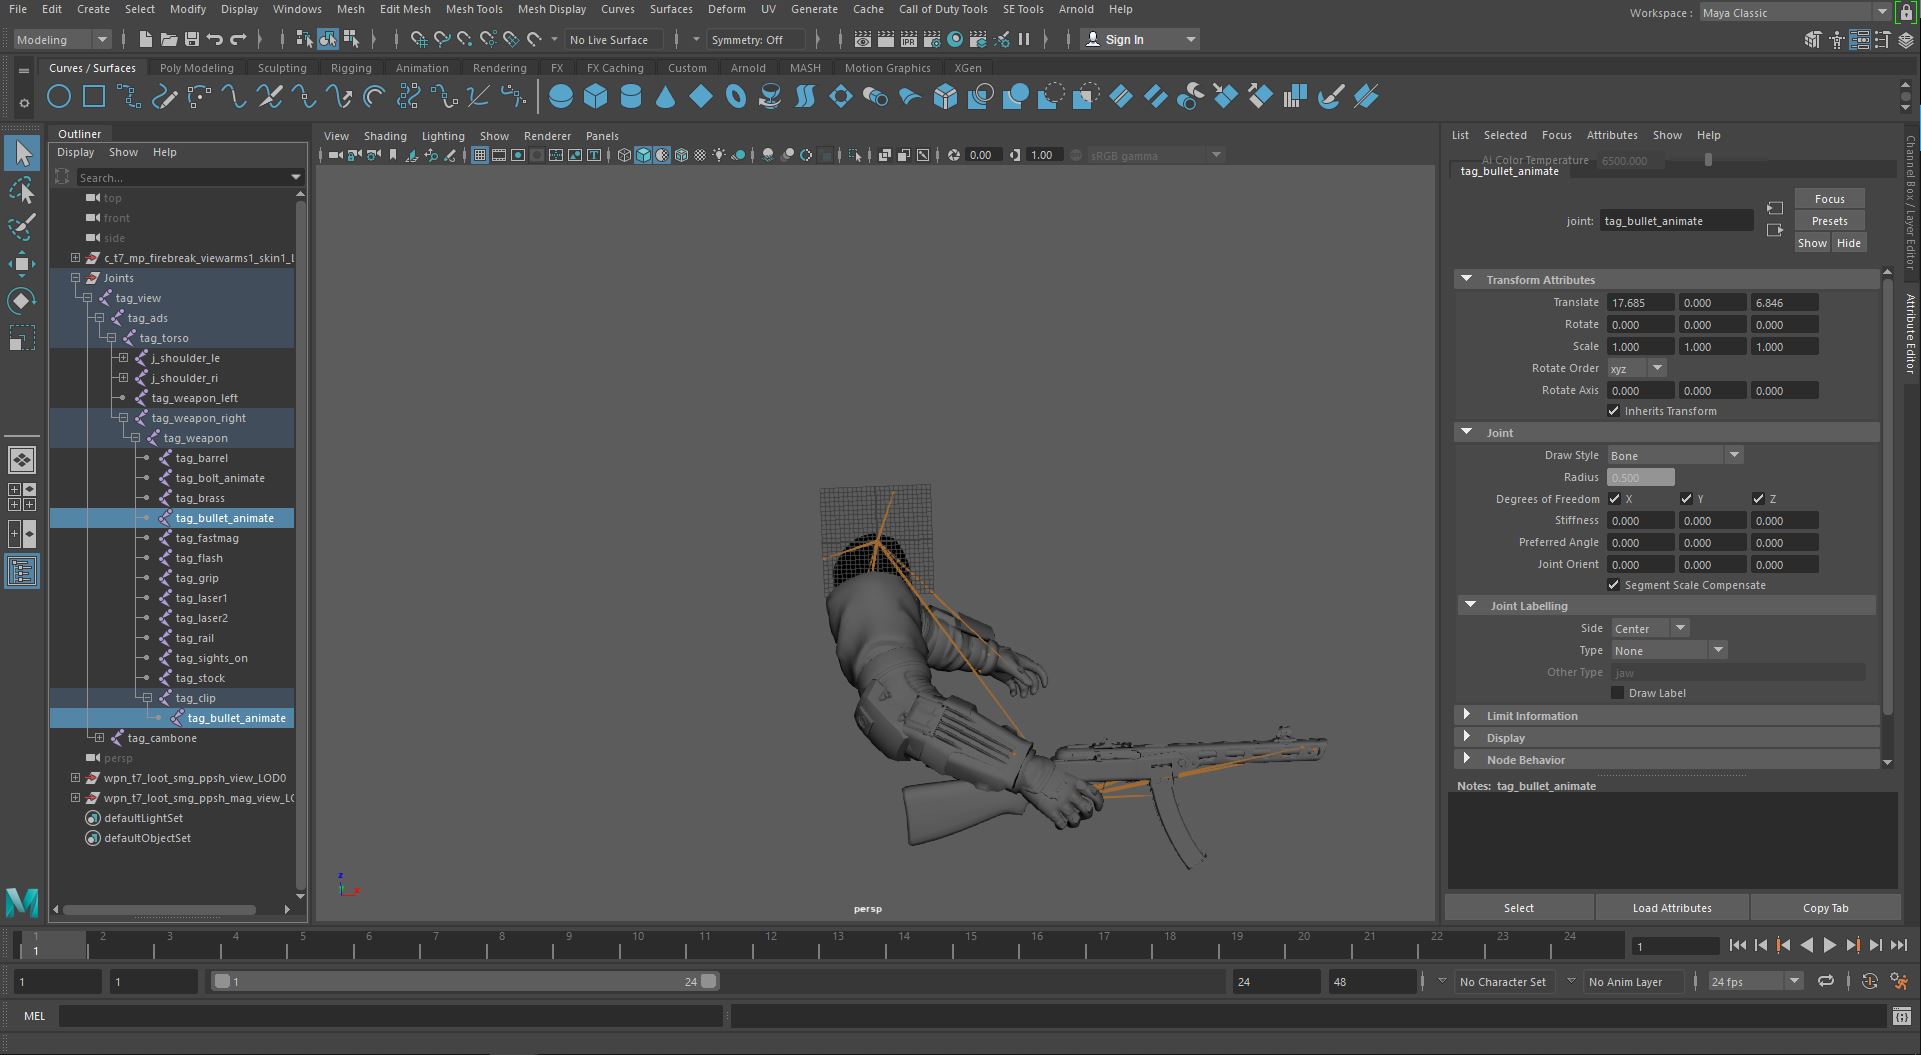 File Edit Create Select Modify Display Windows Mesh Edit Mesh Mesh Tools Mesh Display Curves Surfaces Deform UV Generate Cache Call of Duty Tools SE Tools Arnold Help
Workspace : Maya Classic
Modeling
No Live Surface
Symmetry: Off
IPR
Sign In
Curves / Surfaces Poly Modeling Sculpting Rigging Animation Rendering FX FX Caching Custom Arnold MASH Motion Graphics XGen
Outliner
Display Show Help
Search...
top
front
side
c_t7_mp_firebreak_viewarms1_skin1_L
Joints
tag_view
tag_ads
tag_torso
j_shoulder_le
j_shoulder_ri
tag_weapon_left
tag_weapon_right
tag_weapon
tag_barrel
tag_bolt_animate
tag_brass
tag_bullet_animate
tag_fastmag
tag_flash
tag_grip
tag_laser1
tag_laser2
tag_rail
tag_sights_on
tag_stock
tag_clip
tag_bullet_animate
tag_cambone
persp
wpn_t7_loot_smg_ppsh_view_LOD0
wpn_t7_loot_smg_ppsh_mag_view_LO
defaultLightSet
defaultObjectSet
View Shading Lighting Show Renderer Panels
0.00
1.00
sRGB gamma
z
x
persp
List Selected Focus Attributes Show Help
Ai Color Temperature 6500.000
tag_bullet_animate
joint: tag_bullet_animate
Focus
Presets
Show Hide
Transform Attributes
Translate 17.685 0.000 6.846
Rotate 0.000 0.000 0.000
Scale 1.000 1.000 1.000
Rotate Order xyz
Rotate Axis 0.000 0.000 0.000
Inherits Transform
Joint
Draw Style Bone
Radius 0.500
Degrees of Freedom X Y Z
Stiffness 0.000 0.000 0.000
Preferred Angle 0.000 0.000 0.000
Joint Orient 0.000 0.000 0.000
Segment Scale Compensate
Joint Labelling
Side Center
Type None
Other Type jaw
Draw Label
Limit Information
Display
Node Behavior
Notes: tag_bullet_animate
Select Load Attributes Copy Tab
Channel Box / Layer Editor
Attribute Editor
1 2 3 4 5 6 7 8 9 10 11 12 13 14 15 16 17 18 19 20 21 22 23 24
1
1
1 1 1 24 24 48 No Character Set No Anim Layer 24 fps
MEL